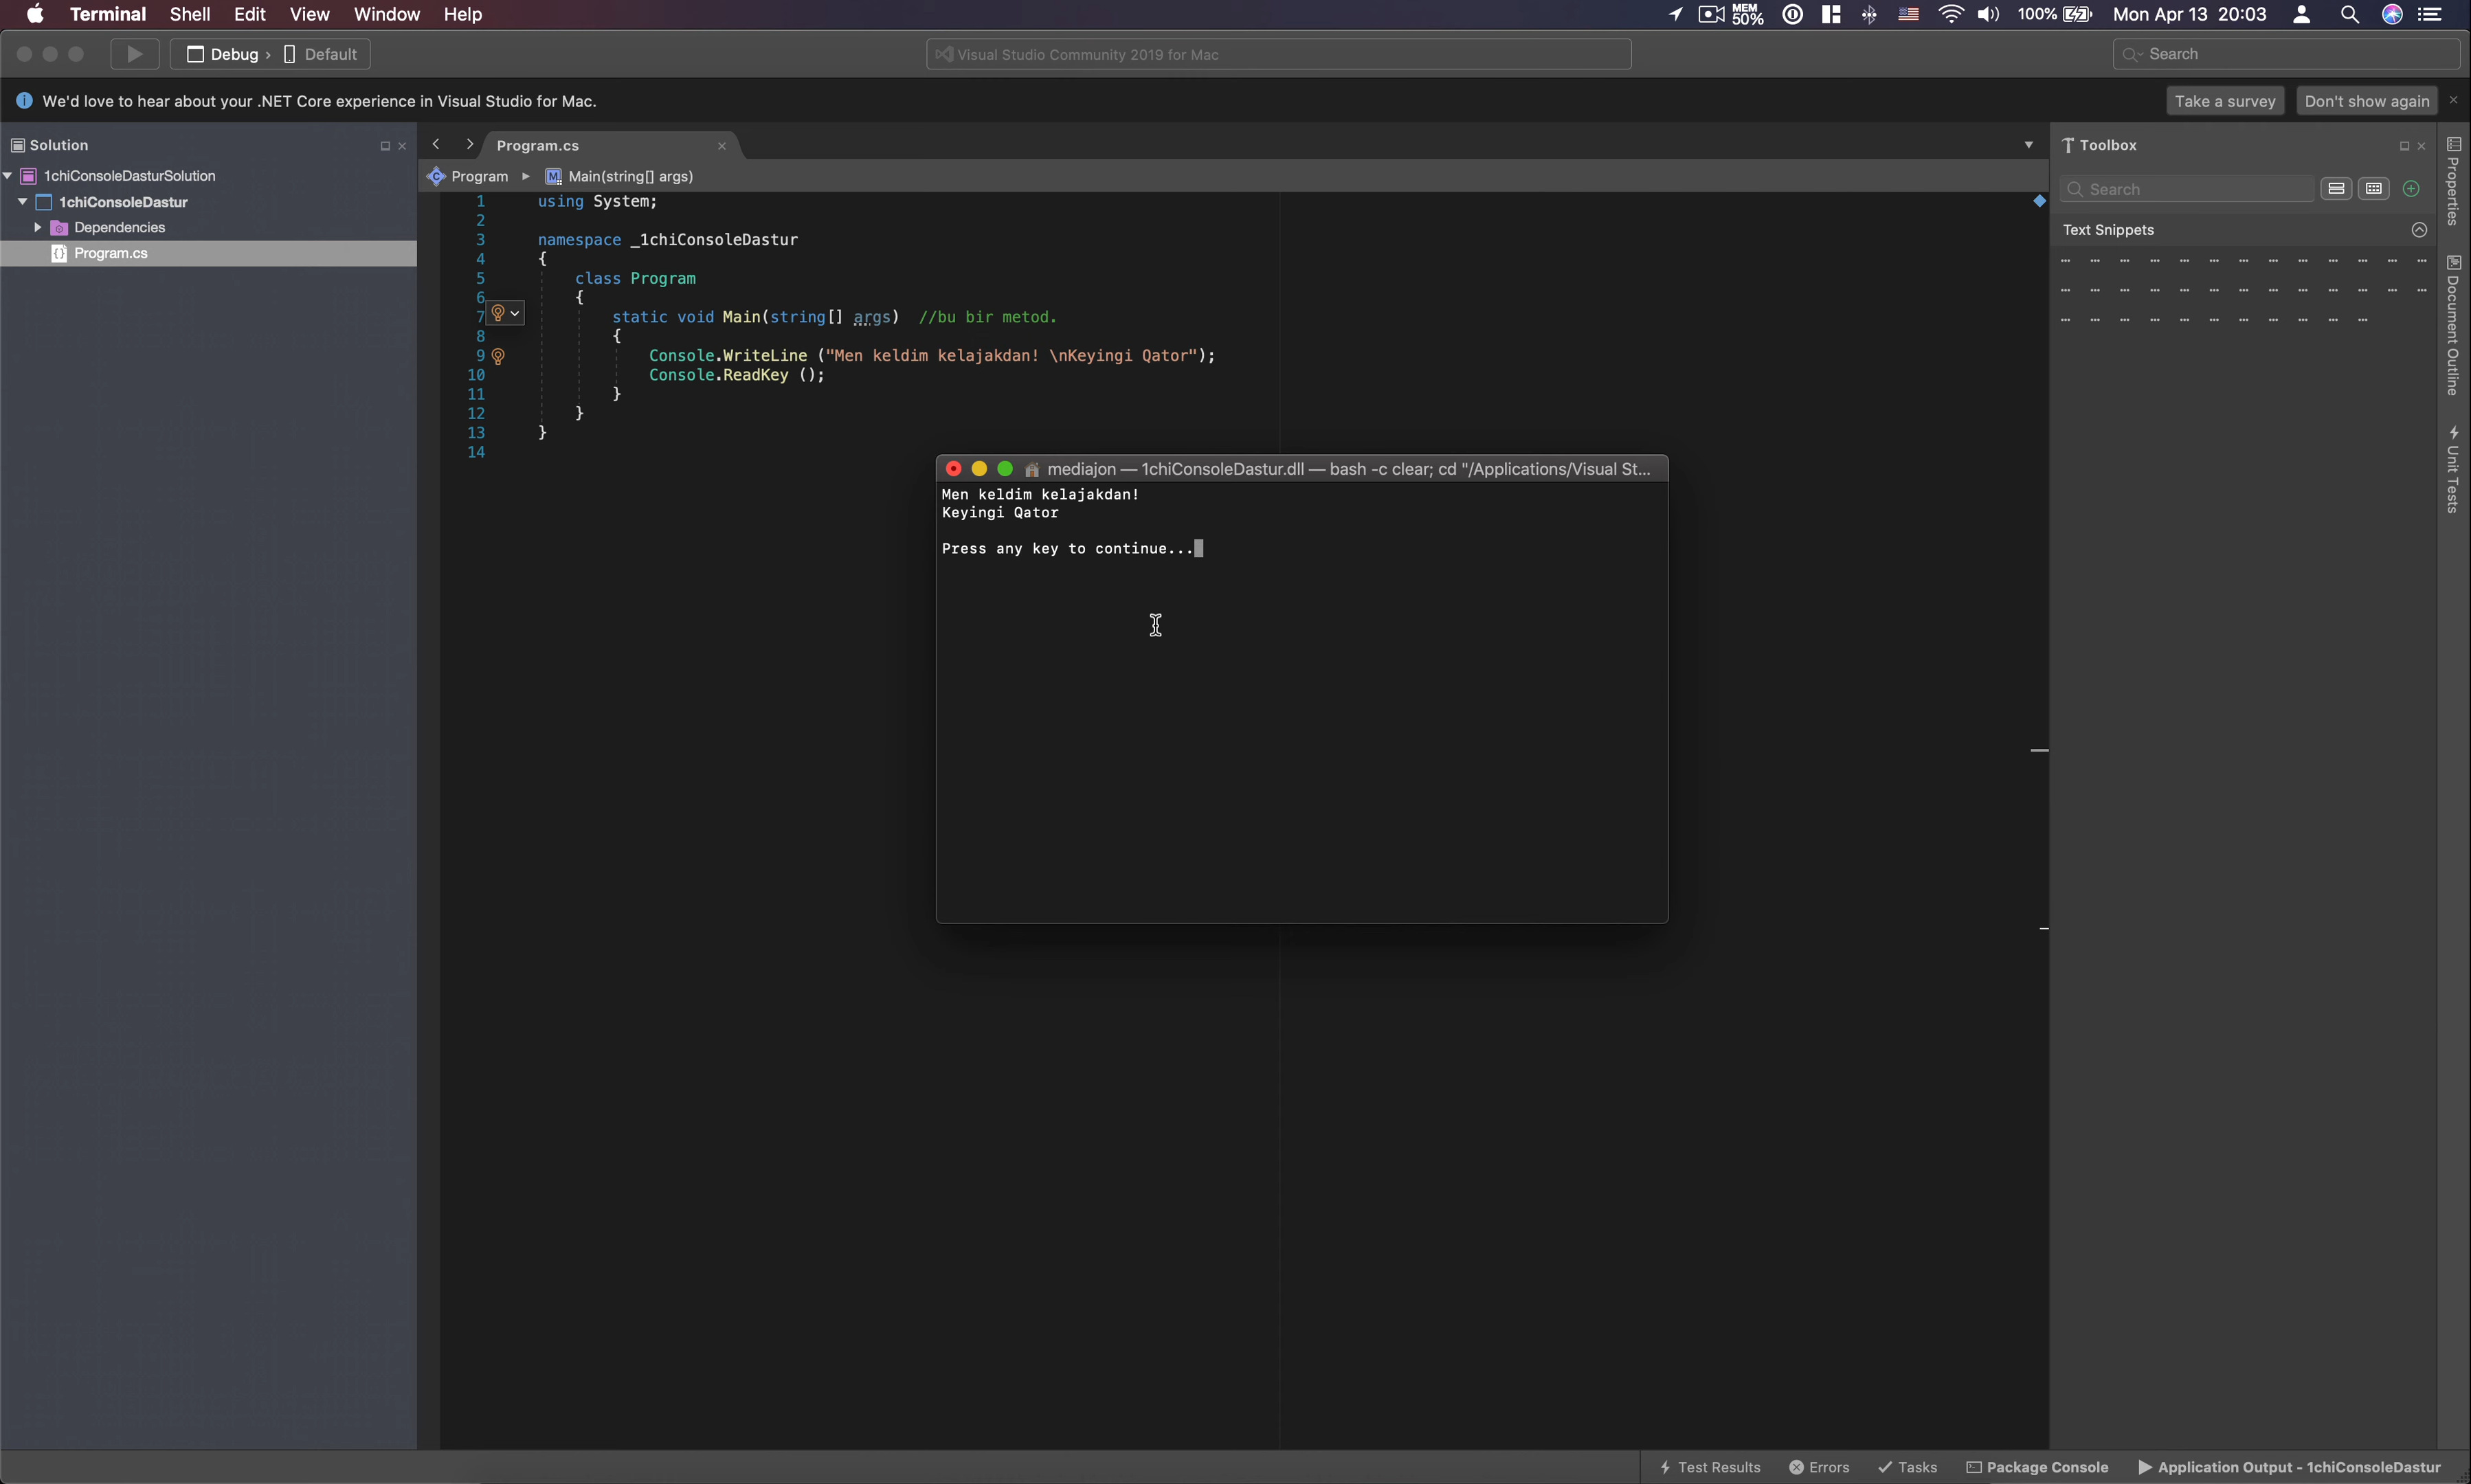 Terminal Shell Edit View Window Help MEM 50% 100% Mon Apr 13 20:03
Debug › Default Visual Studio Community 2019 for Mac Search
We'd love to hear about your .NET Core experience in Visual Studio for Mac. Take a survey Don't show again
Solution
1chiConsoleDasturSolution
1chiConsoleDastur
Dependencies
Program.cs
Program.cs
Program ▸ Main(string[] args)
1 using System;
2
3 namespace _1chiConsoleDastur
4 {
5 class Program
6 {
7 static void Main(string[] args) //bu bir metod.
8 {
9 Console.WriteLine ("Men keldim kelajakdan! \nKeyingi Qator");
10 Console.ReadKey ();
11 }
12 }
13 }
14
mediajon — 1chiConsoleDastur.dll — bash -c clear; cd "/Applications/Visual St...
Men keldim kelajakdan!
Keyingi Qator
Press any key to continue...
Toolbox
Search
Text Snippets
Properties
Document Outline
Unit Tests
Test Results Errors Tasks Package Console Application Output - 1chiConsoleDastur